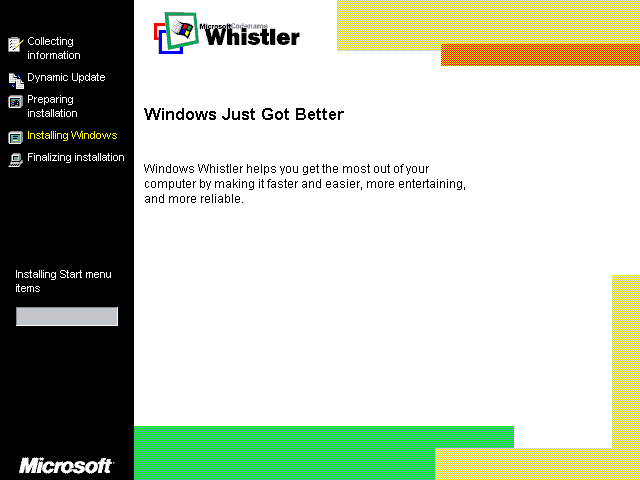 Collecting
information
Dynamic Update
Preparing
installation
Installing Windows
Finalizing installation
Installing Start menu
items
Microsoft
Microsoft Codename
Whistler
Windows Just Got Better
Windows Whistler helps you get the most out of your
computer by making it faster and easier, more entertaining,
and more reliable.